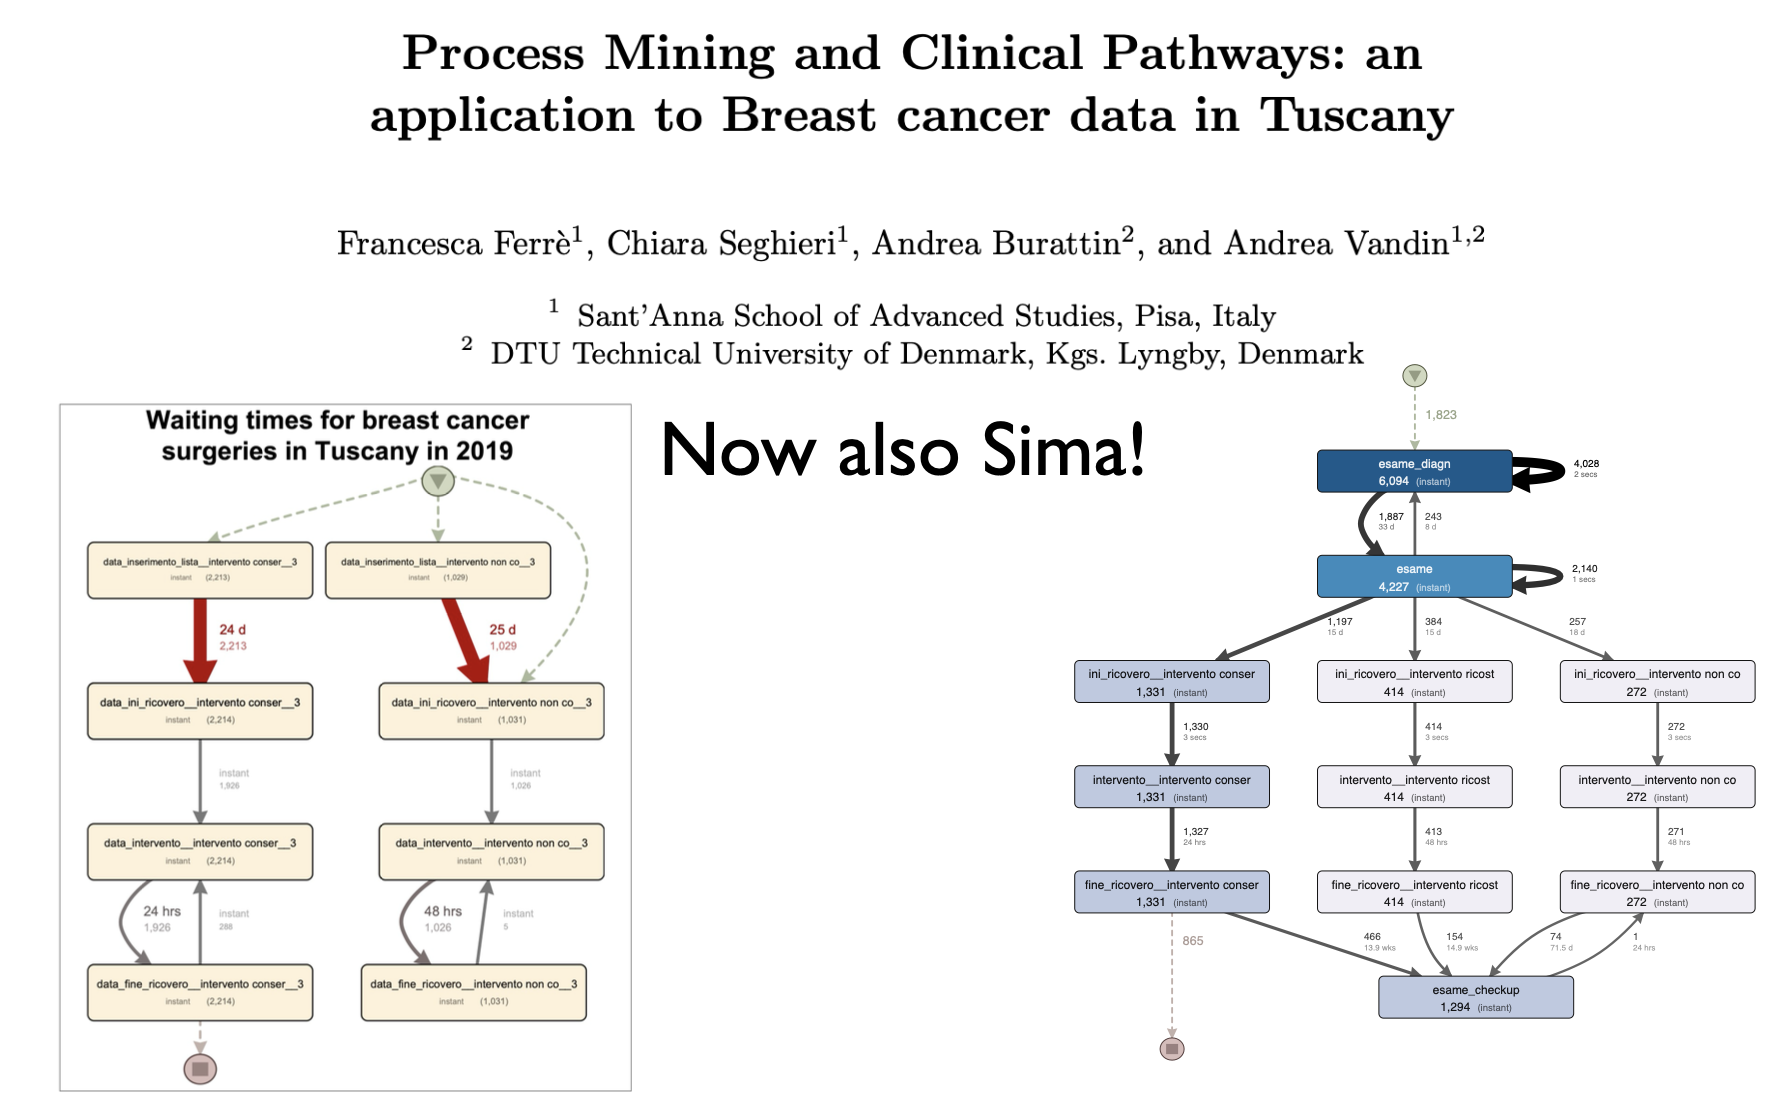 Process Mining and Clinical Pathways: an
application to Breast cancer data in Tuscany
Francesca Ferrè1, Chiara Seghieri1, Andrea Burattin2, and Andrea Vandin1,2
1 Sant'Anna School of Advanced Studies, Pisa, Italy
2 DTU Technical University of Denmark, Kgs. Lyngby, Denmark
Waiting times for breast cancer
surgeries in Tuscany in 2019
data_inserimento_lista__intervento conser__3
instant (2,213)
data_inserimento_lista__intervento non co__3
instant (1,029)
24 d
2,213
25 d
1,029
data_ini_ricovero__intervento conser__3
instant (2,214)
data_ini_ricovero__intervento non co__3
instant (1,031)
instant
1,926
instant
1,026
data_intervento__intervento conser__3
instant (2,214)
data_intervento__intervento non co__3
instant (1,031)
24 hrs
1,926
instant
288
48 hrs
1,026
instant
5
data_fine_ricovero__intervento conser__3
instant (2,214)
data_fine_ricovero__intervento non co__3
instant (1,031)
Now also Sima!
1,823
esame_diagn
6,094 (instant)
4,028
2 secs
1,887
33 d
243
8 d
esame
4,227 (instant)
2,140
1 secs
1,197
15 d
384
15 d
257
18 d
ini_ricovero__intervento conser
1,331 (instant)
ini_ricovero__intervento ricost
414 (instant)
ini_ricovero__intervento non co
272 (instant)
1,330
3 secs
414
3 secs
272
3 secs
intervento__intervento conser
1,331 (instant)
intervento__intervento ricost
414 (instant)
intervento__intervento non co
272 (instant)
1,327
24 hrs
413
48 hrs
271
48 hrs
fine_ricovero__intervento conser
1,331 (instant)
fine_ricovero__intervento ricost
414 (instant)
fine_ricovero__intervento non co
272 (instant)
865
466
13.9 wks
154
14.9 wks
74
71.5 d
1
24 hrs
esame_checkup
1,294 (instant)